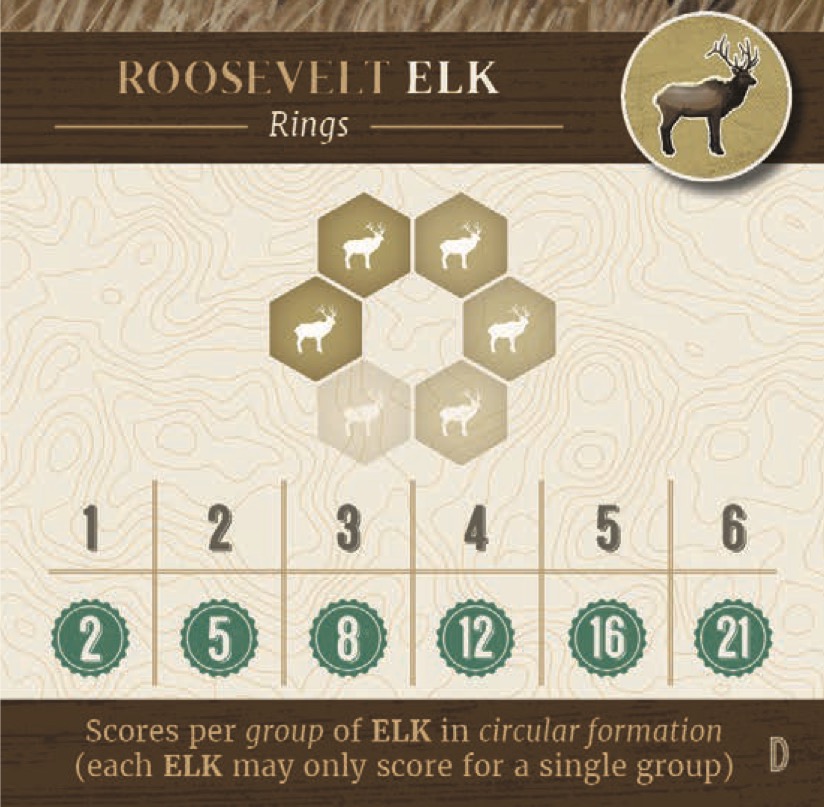 ROOSEVELT ELK
Rings
1 2 3 4 5 6
2 5 8 12 16 21
Scores per group of ELK in circular formation
(each ELK may only score for a single group)
D